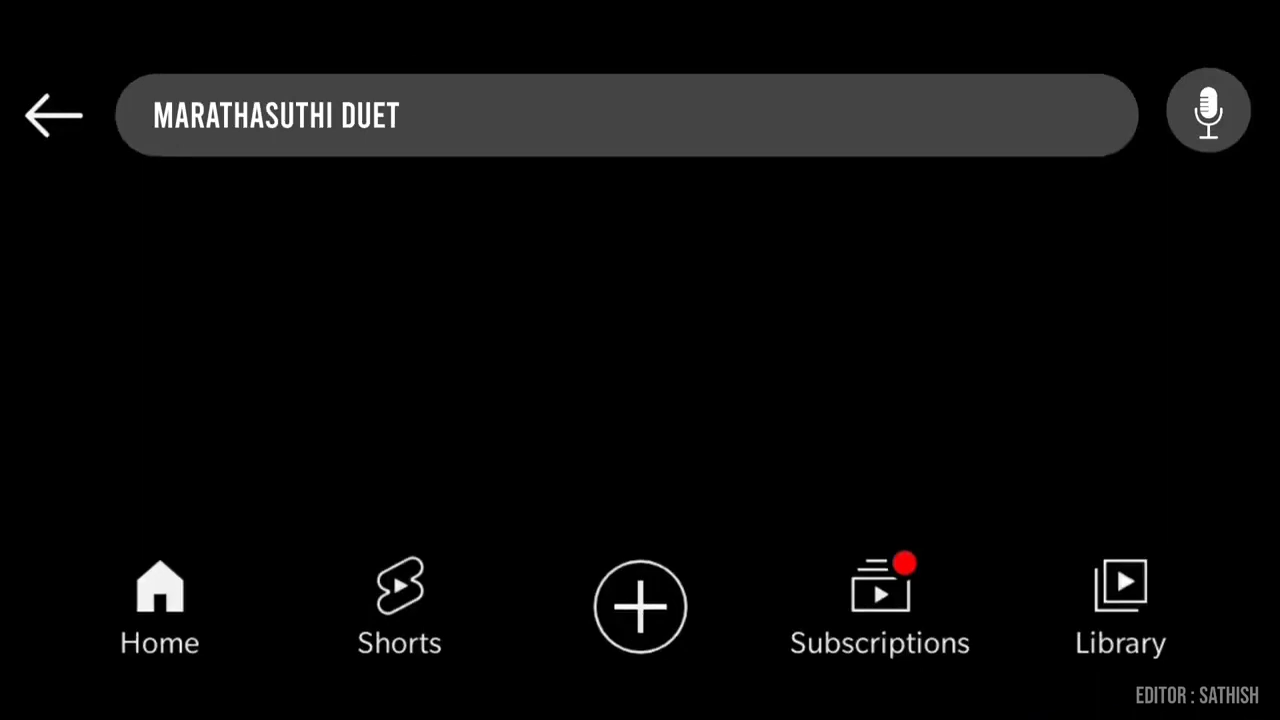 MARATHASUTHI DUET
Home
Shorts
Subscriptions
Library
EDITOR : SATHISH